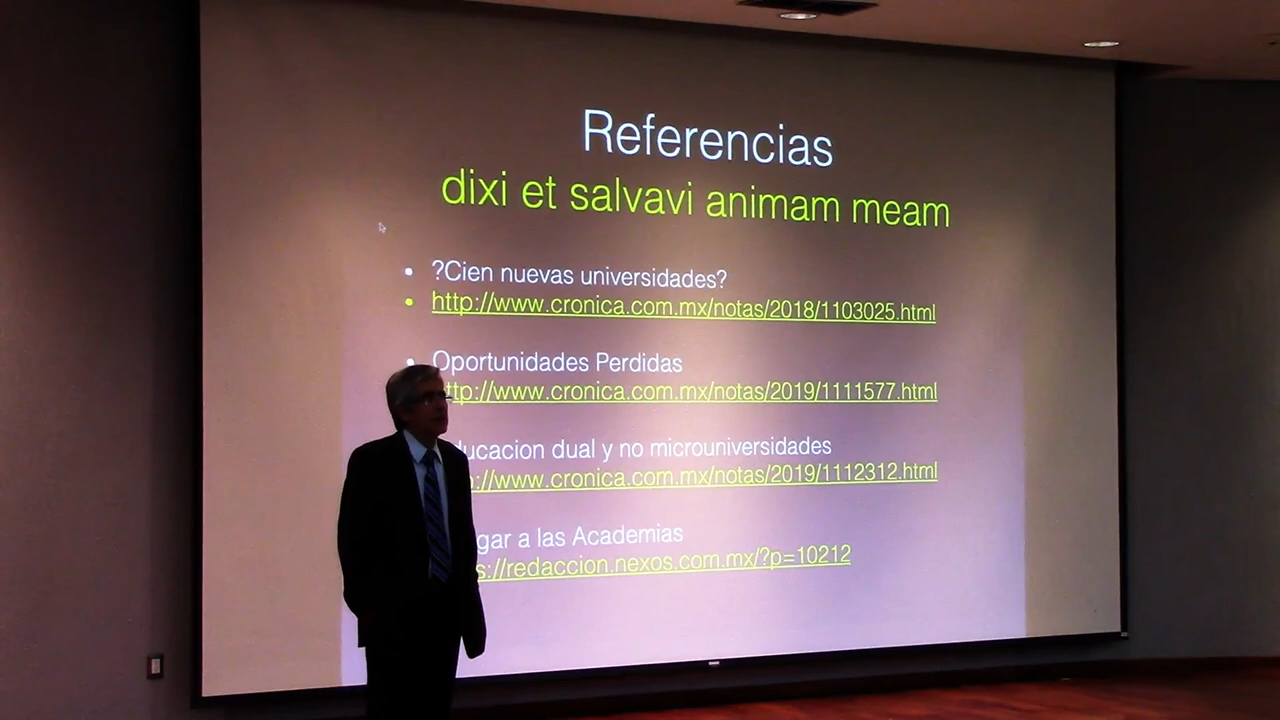 Referencias
dixi et salvavi animam meam
• ?Cien nuevas universidades?
• http://www.cronica.com.mx/notas/2018/1103025.html
• Oportunidades Perdidas
ttp://www.cronica.com.mx/notas/2019/1111577.html
ducacion dual y no microuniversidades
://www.cronica.com.mx/notas/2019/1112312.html
gar a las Academias
s://redaccion.nexos.com.mx/?p=10212